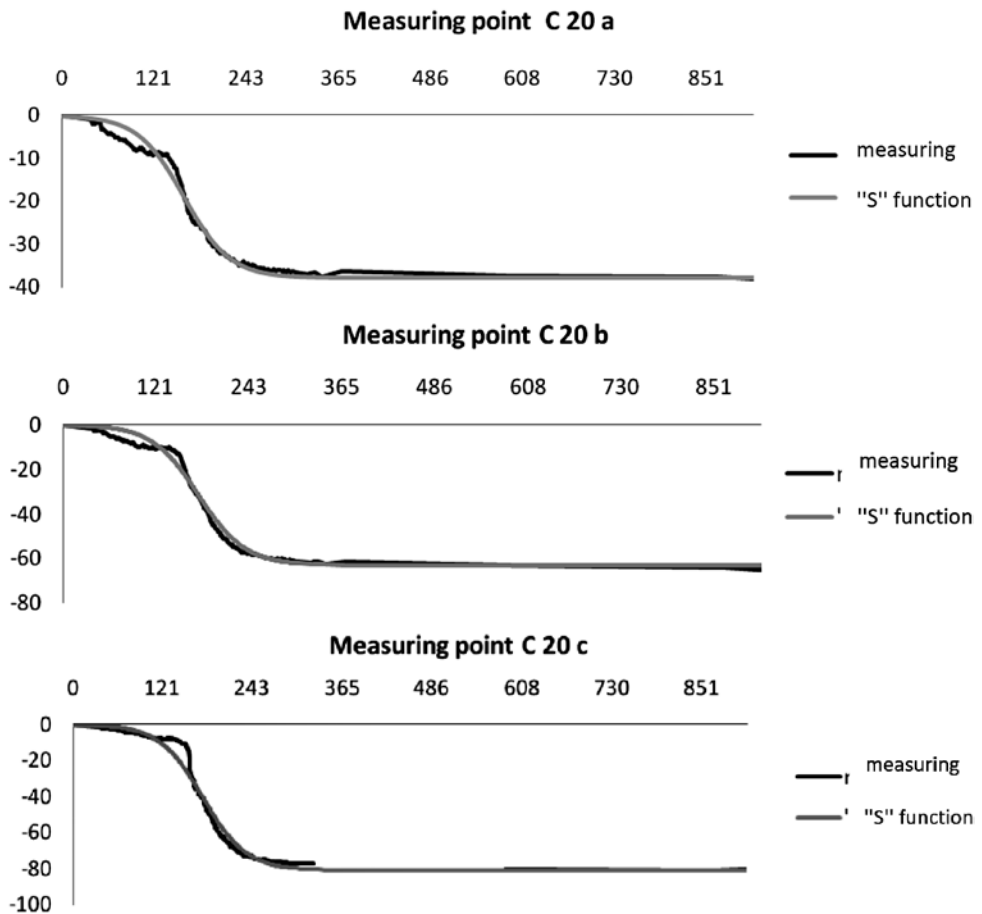 Measuring point C 20 a
0 121 243 365 486 608 730 851
0
-10
-20
-30
-40
measuring
"S" function
Measuring point C 20 b
0 121 243 365 486 608 730 851
0
-20
-40
-60
-80
measuring
' "S" function
Measuring point C 20 c
0 121 243 365 486 608 730 851
0
-20
-40
-60
-80
-100
measuring
' "S" function